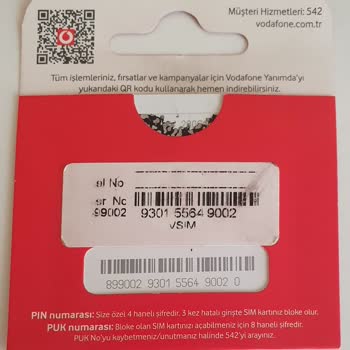 Müşteri Hizmetleri: 542
vodafone.com.tr
Tüm işlemleriniz, fırsatlar ve kampanyalar için Vodafone Yanımda'yı
yukarıdaki QR kodu kullanarak hemen indirebilirsiniz.
el No
er No
899002 9301 5564 9002
VSIM
899002 9301 5564 9002 0
PIN numarası: Size özel 4 haneli şifredir. 3 kez hatalı girişte SIM kartınız bloke olur.
PUK numarası: Bloke olan SIM kartınızı açabilmeniz için 8 haneli şifredir.
PUK No'yu kaybetmeniz/unutmanız halinde 542'yi arayınız.